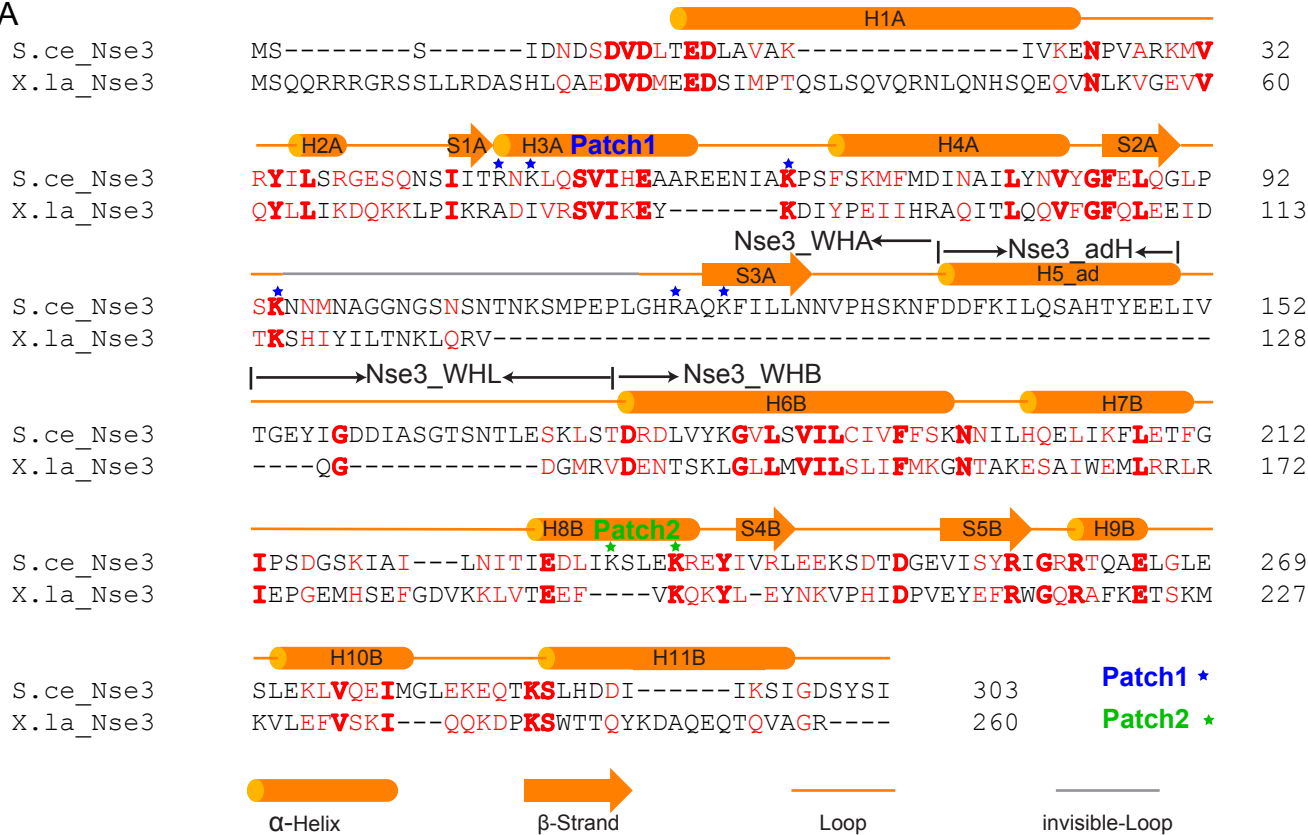 A
H1A
S.ce_Nse3 MS--------S------IDNDSDVDLTEDLAVAK--------------IVKENPVARKMV 32
X.la_Nse3 MSQQRRRGRSSLLRDASHLQAEDVDMEEDSIMPTQSLSQVQRNLQNHSQEQVNLKVGEVV 60
H2A S1A H3A Patch1 H4A S2A
S.ce_Nse3 RYILSRGESQNSIITRNKLQSVIHEAAREENIAKPSFSKMFMDINAILYNVYGFELQGLP 92
X.la_Nse3 QYLLIKDQKKLPIKRADIVRSVIKEY-------KDIYPEIIHRAQITLQQVFGFQLEEID 113
Nse3_WHA Nse3_adH
S3A H5_ad
S.ce_Nse3 SKNNMNAGGNGSNSNTNKSMPEPLGHRAQKFILLNNVPHSKNFDDFKILQSAHTYEELIV 152
X.la_Nse3 TKSHIYILTNKLQRV--------------------------------------------- 128
Nse3_WHL Nse3_WHB
H6B H7B
S.ce_Nse3 TGEYIGDDIASGTSNTLESKLSTDRDLVYKGVLSVILCIVFFSKNNILHQELIKFLETFG 212
X.la_Nse3 ----QG------------DGMRVDENTSKLGLLMVILSLIFMKGNTAKESAIWEMLRRLR 172
H8B Patch2 S4B S5B H9B
S.ce_Nse3 IPSDGSKIAI---LNITIEDLIKSLEKREYIVRLEEKSDTDGEVISYRIGRRTQAELGLE 269
X.la_Nse3 IEPGEMHSEFGDVKKLVTEEF----VKQKYL-EYNKVPHIDPVEYEFRWGQRAFKETSKM 227
H10B H11B
S.ce_Nse3 SLEKLVQEIMGLEKEQTKSLHDDI------IKSIGDSYSI 303
X.la_Nse3 KVLEFVSKI---QQKDPKSWTTQYKDAQEQTQVAGR---- 260
Patch1
Patch2
α-Helix β-Strand Loop invisible-Loop